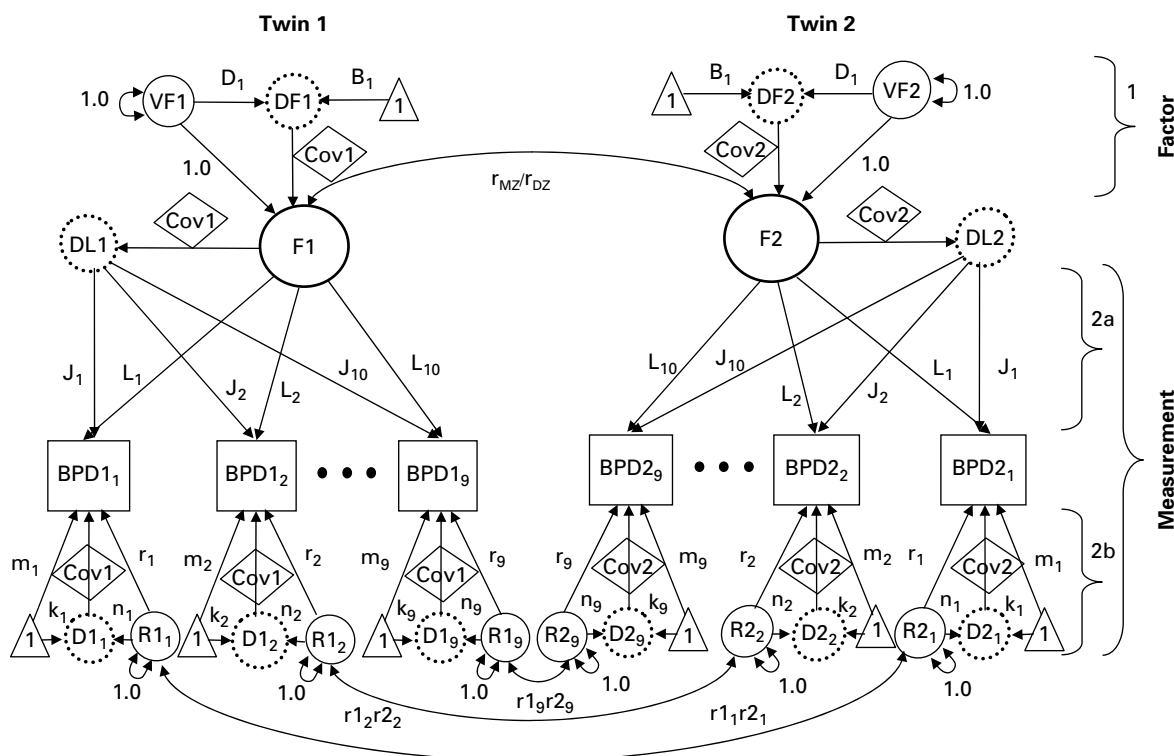 Twin 1 Twin 2
1.0 VF1 D₁ DF1 B₁ 1 B₁ 1 DF2 D₁ VF2 1.0 1 Factor
1.0 Cov1 Cov2 1.0
r_MZ/r_DZ
DL1 Cov1 F1 F2 Cov2 DL2
2a
J₁ L₁ J₂ L₂ J₁₀ L₁₀ L₁₀ J₁₀ L₂ J₂ L₁ J₁
Measurement
BPD1₁ BPD1₂ BPD1₉ BPD2₉ BPD2₂ BPD2₁
m₁ Cov1 r₁ m₂ Cov1 r₂ m₉ Cov1 r₉ r₉ Cov2 m₉ r₂ Cov2 m₂ r₁ Cov2 m₁ 2b
k₁ n₁ k₂ n₂ k₉ n₉ n₉ k₉ n₂ k₂ n₁ k₁
1 D1₁ R1₁ 1 D1₂ R1₂ 1 D1₉ R1₉ R2₉ D2₉ 1 R2₂ D2₂ 1 R2₁ D2₁ 1
1.0 1.0 1.0 1.0 1.0 1.0
r1₂r2₂ r1₉r2₉ r1₁r2₁